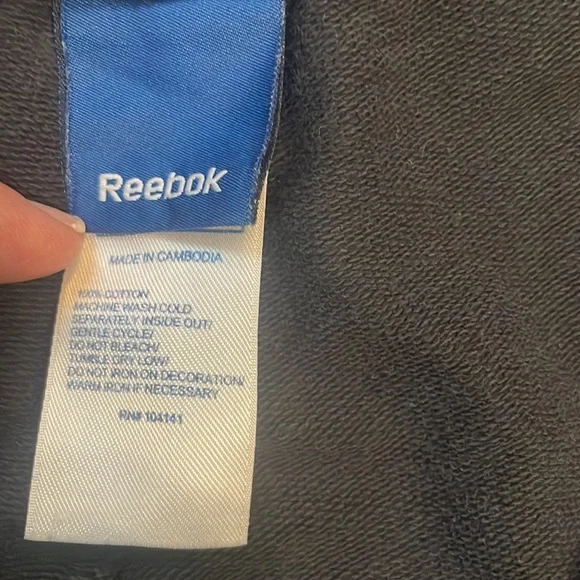 Reebok
MADE IN CAMBODIA
100% COTTON
MACHINE WASH COLD
SEPARATELY INSIDE OUT/
GENTLE CYCLE/
DO NOT BLEACH/
TUMBLE DRY LOW/
DO NOT IRON ON DECORATION/
WARM IRON IF NECESSARY
RN# 104141